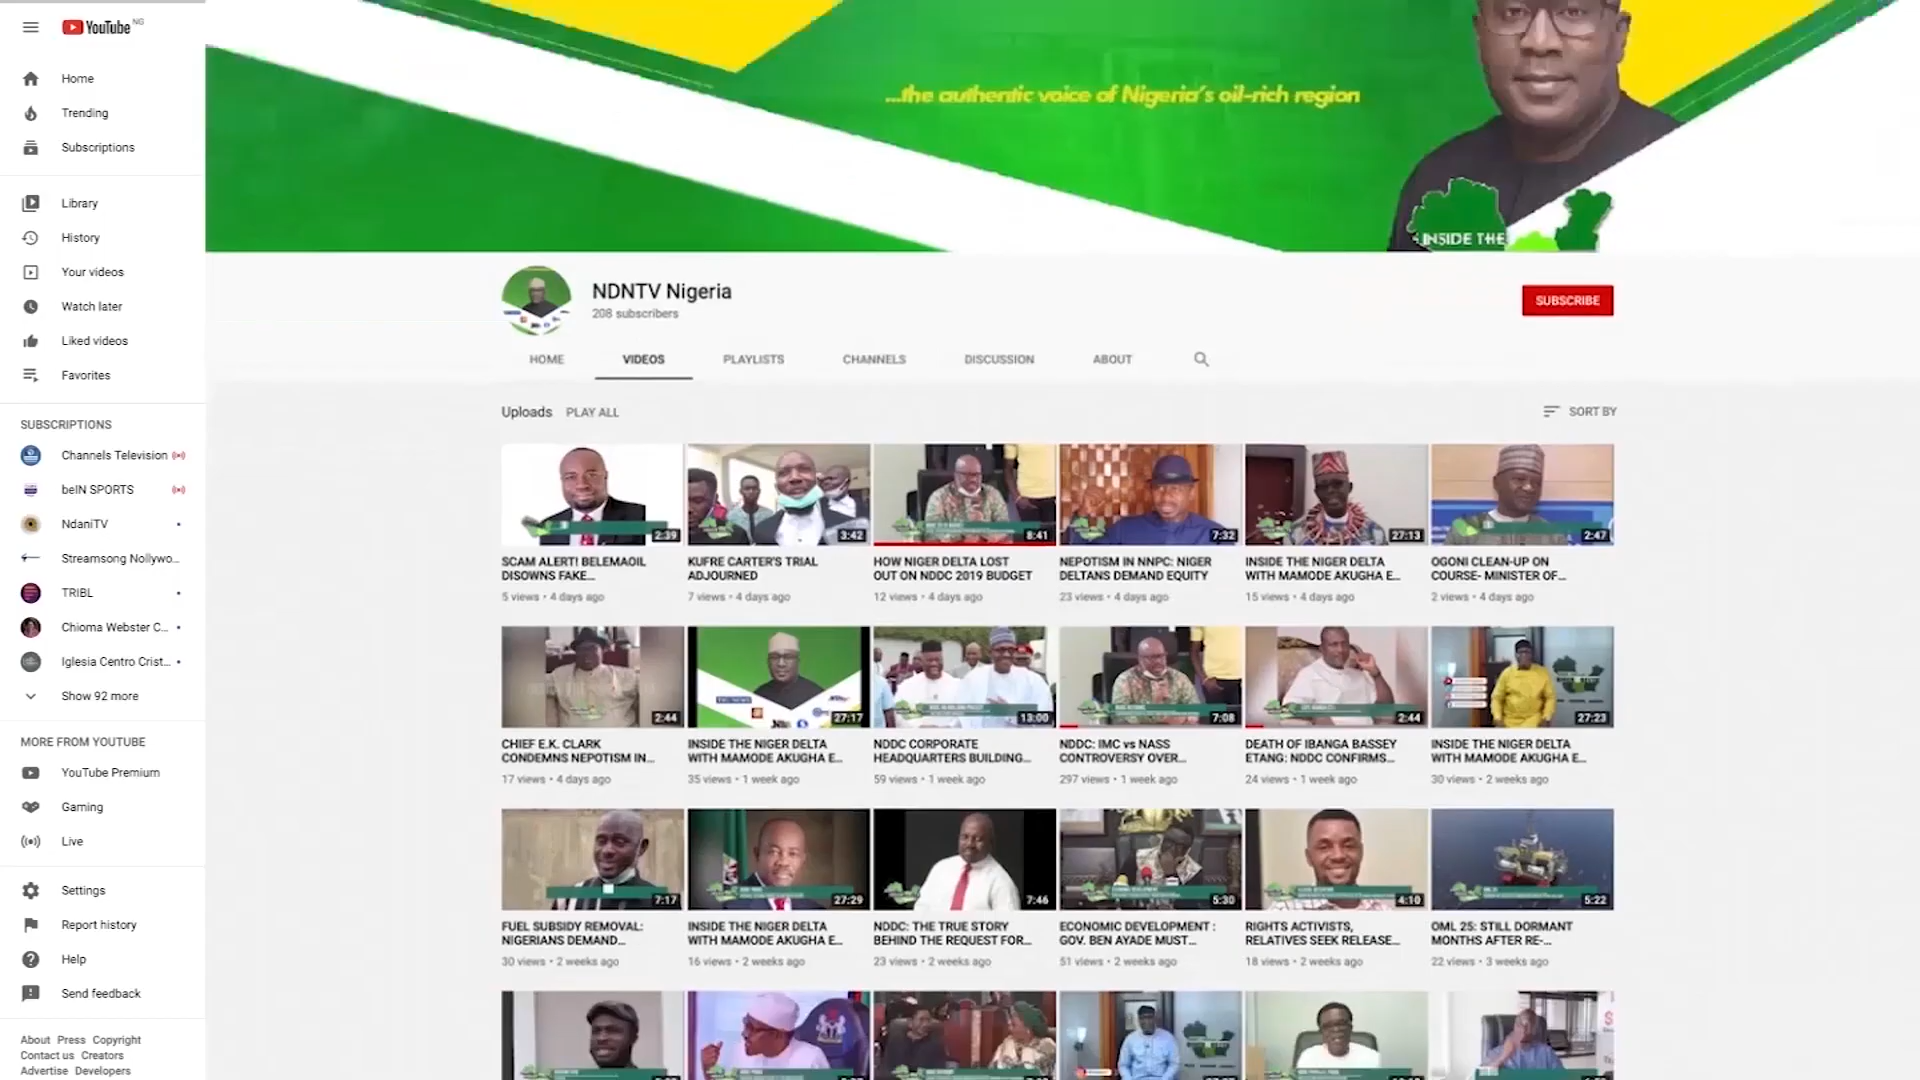 YouTube NG
Home
Trending
Subscriptions
Library
History
Your videos
Watch later
Liked videos
Favorites
SUBSCRIPTIONS
Channels Television
beIN SPORTS
NdaniTV
Streamsong Nollywo...
TRIBL
Chioma Webster C...
Iglesia Centro Crist...
Show 92 more
MORE FROM YOUTUBE
YouTube Premium
Gaming
Live
Settings
Report history
Help
Send feedback
About Press Copyright
Contact us Creators
Advertise Developers
...the authentic voice of Nigeria's oil-rich region
INSIDE THE
NDNTV Nigeria
208 subscribers
SUBSCRIBE
HOME VIDEOS PLAYLISTS CHANNELS DISCUSSION ABOUT
Uploads PLAY ALL
SORT BY
2:39
SCAM ALERT! BELEMAOIL
DISOWNS FAKE...
5 views • 4 days ago
3:42
KUFRE CARTER'S TRIAL
ADJOURNED
7 views • 4 days ago
8:41
HOW NIGER DELTA LOST
OUT ON NDDC 2019 BUDGET
12 views • 4 days ago
7:32
NEPOTISM IN NNPC: NIGER
DELTANS DEMAND EQUITY
23 views • 4 days ago
27:13
INSIDE THE NIGER DELTA
WITH MAMODE AKUGHA E...
15 views • 4 days ago
2:47
OGONI CLEAN-UP ON
COURSE- MINISTER OF...
2 views • 4 days ago
2:44
CHIEF E.K. CLARK
CONDEMNS NEPOTISM IN...
17 views • 4 days ago
27:17
INSIDE THE NIGER DELTA
WITH MAMODE AKUGHA E...
35 views • 1 week ago
13:00
NDDC CORPORATE
HEADQUARTERS BUILDING...
59 views • 1 week ago
7:08
NDDC: IMC vs NASS
CONTROVERSY OVER...
297 views • 1 week ago
2:44
DEATH OF IBANGA BASSEY
ETANG: NDDC CONFIRMS...
24 views • 1 week ago
27:23
INSIDE THE NIGER DELTA
WITH MAMODE AKUGHA E...
30 views • 2 weeks ago
7:17
FUEL SUBSIDY REMOVAL:
NIGERIANS DEMAND...
30 views • 2 weeks ago
27:29
INSIDE THE NIGER DELTA
WITH MAMODE AKUGHA E...
16 views • 2 weeks ago
7:46
NDDC: THE TRUE STORY
BEHIND THE REQUEST FOR...
23 views • 2 weeks ago
5:30
ECONOMIC DEVELOPMENT :
GOV. BEN AYADE MUST...
51 views • 2 weeks ago
4:10
RIGHTS ACTIVISTS,
RELATIVES SEEK RELEASE...
18 views • 2 weeks ago
5:22
OML 25: STILL DORMANT
MONTHS AFTER RE-...
22 views • 3 weeks ago